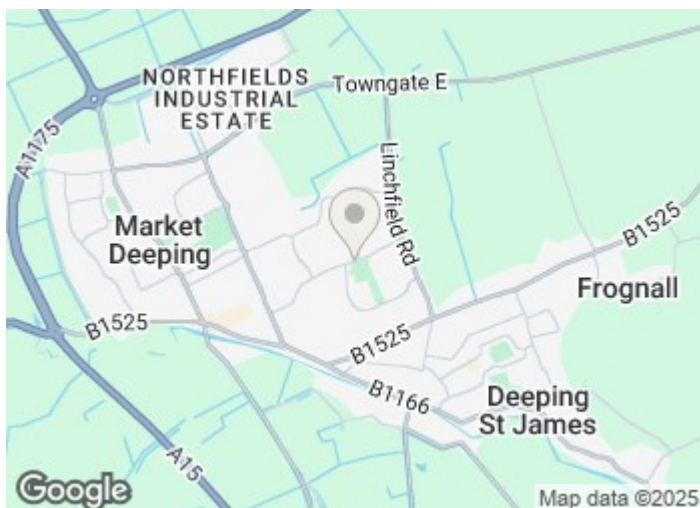 NORTHFIELDS
INDUSTRIAL
ESTATE
Towngate E
A1175
Linchfield Rd
Market
Deeping
B1525
Frognall
B1525
B1525
B1166
Deeping
St James
A15
Google
Map data ©2025